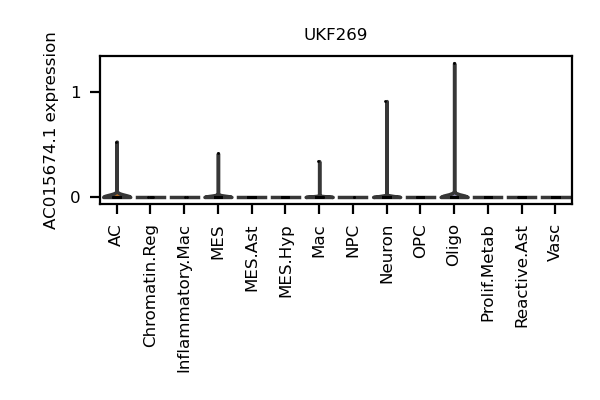 UKF269
AC015674.1 expression
1
0
AC
Chromatin.Reg
Inflammatory.Mac
MES
MES.Ast
MES.Hyp
Mac
NPC
Neuron
OPC
Oligo
Prolif.Metab
Reactive.Ast
Vasc